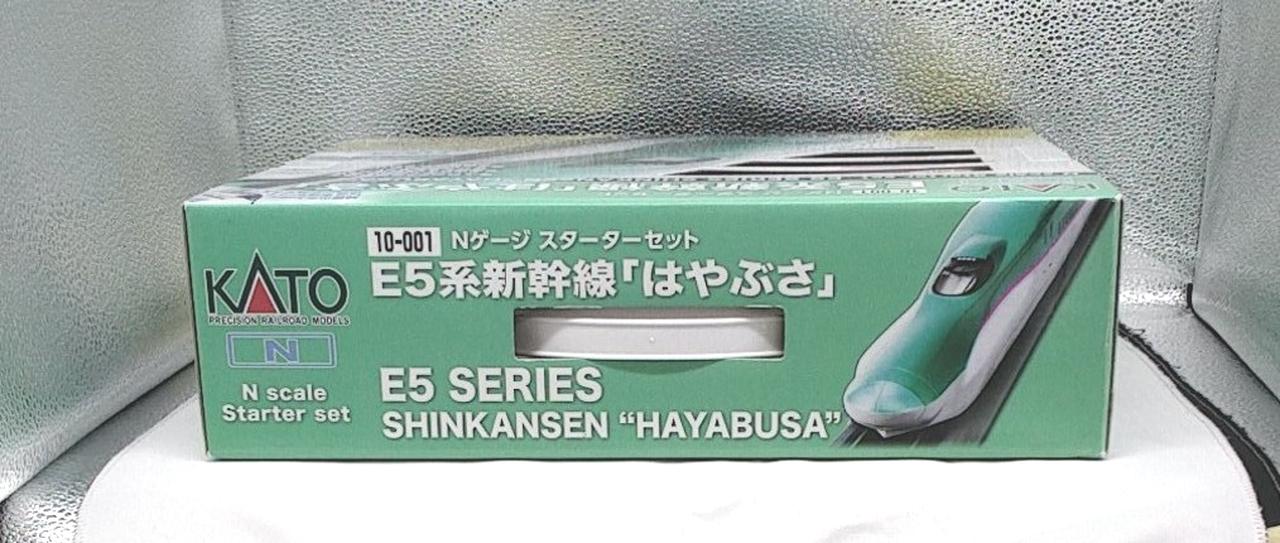 10-001 Nゲージ スターターセット
E5系新幹線「はやぶさ」
KATO
PRECISION RAILROAD MODELS
N
N scale
Starter set
E5 SERIES
SHINKANSEN “HAYABUSA”